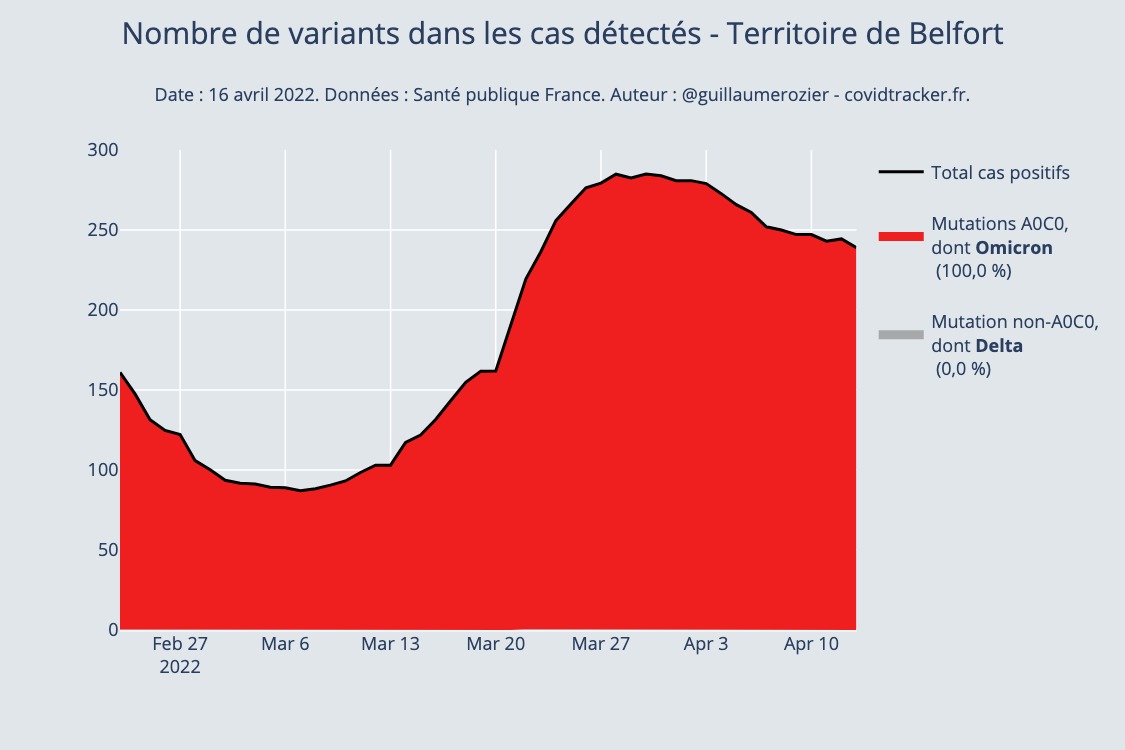 Nombre de variants dans les cas détectés - Territoire de Belfort
Date : 16 avril 2022. Données : Santé publique France. Auteur : @guillaumerozier - covidtracker.fr.
300
250
200
150
100
50
0
Feb 27
2022
Mar 6
Mar 13
Mar 20
Mar 27
Apr 3
Apr 10
Total cas positifs
Mutations A0C0,
dont Omicron
(100,0 %)
Mutation non-A0C0,
dont Delta
(0,0 %)